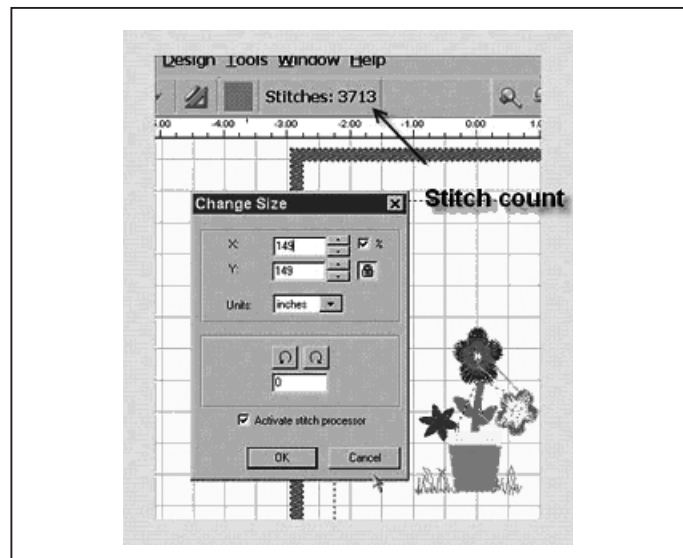 Design Tools Window Help
Stitches: 3713
-4.00 -3.00 -2.00 -1.00 0.00
Stitch count
Change Size
X: 149 %
Y: 149
Units: inches
0
Activate stitch processor
OK Cancel